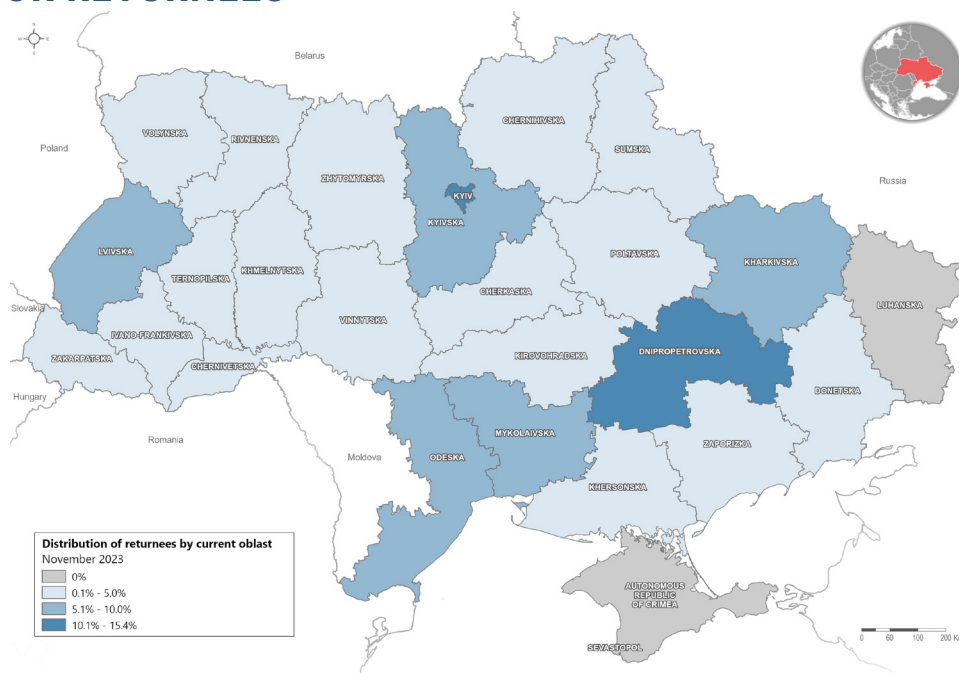 N
W
E
S
Belarus
Poland
Russia
Slovakia
Hungary
Romania
Moldova
VOLYNSKA
RIVNENSKA
ZHYTOMYRSKA
CHERNIHIVSKA
SUMSKA
KYIV
KYIVSKA
LVIVSKA
TERNOPILSKA
KHMELNYTSKA
POLTAVSKA
KHARKIVSKA
LUHANSKA
CHERKASKA
IVANO-FRANKIVSKA
VINNYTSKA
ZAKARPATSKA
CHERNIVETSKA
KIROVOHRADSKA
DNIPROPETROVSKA
DONETSKA
ODESKA
MYKOLAIVSKA
ZAPORIZKA
KHERSONSKA
AUTONOMOUS
REPUBLIC
OF CRIMEA
SEVASTOPOL
Distribution of returnees by current oblast
November 2023
0%
0.1% - 5.0%
5.1% - 10.0%
10.1% - 15.4%
0 60 100 200